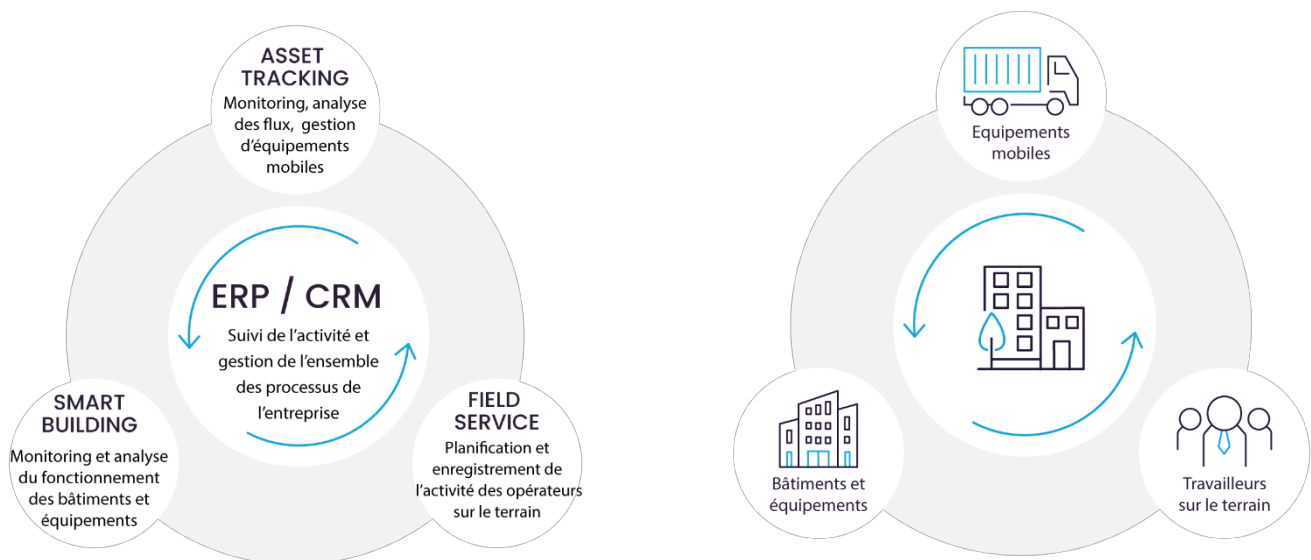 ASSET
TRACKING
Monitoring, analyse
des flux, gestion
d’équipements
mobiles
ERP / CRM
Suivi de l’activité et
gestion de l’ensemble
des processus de
l’entreprise
SMART
BUILDING
Monitoring et analyse
du fonctionnement
des bâtiments et
équipements
FIELD
SERVICE
Planification et
enregistrement de
l’activité des opérateurs
sur le terrain
Equipements
mobiles
Bâtiments et
équipements
Travailleurs
sur le terrain